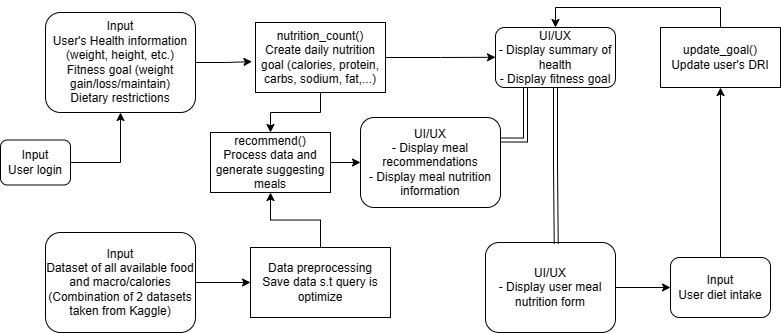 Input
User's Health information
(weight, height, etc.)
Fitness goal (weight
gain/loss/maintain)
Dietary restrictions
nutrition_count()
Create daily nutrition
goal (calories, protein,
carbs, sodium, fat,...)
UI/UX
- Display summary of
health
- Display fitness goal
update_goal()
Update user's DRI
Input
User login
recommend()
Process data and
generate suggesting
meals
UI/UX
- Display meal
recommendations
- Display meal nutrition
information
Input
Dataset of all available food
and macro/calories
(Combination of 2 datasets
taken from Kaggle)
Data preprocessing
Save data s.t query is
optimize
UI/UX
- Display user meal
nutrition form
Input
User diet intake